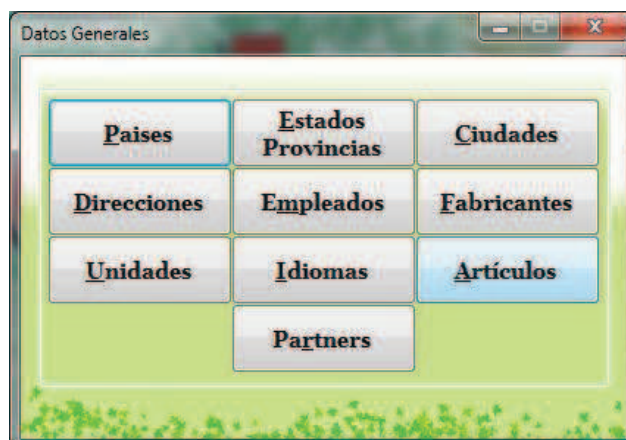 Datos Generales
Paises
Estados
Provincias
Ciudades
Direcciones
Empleados
Fabricantes
Unidades
Idiomas
Artículos
Partners